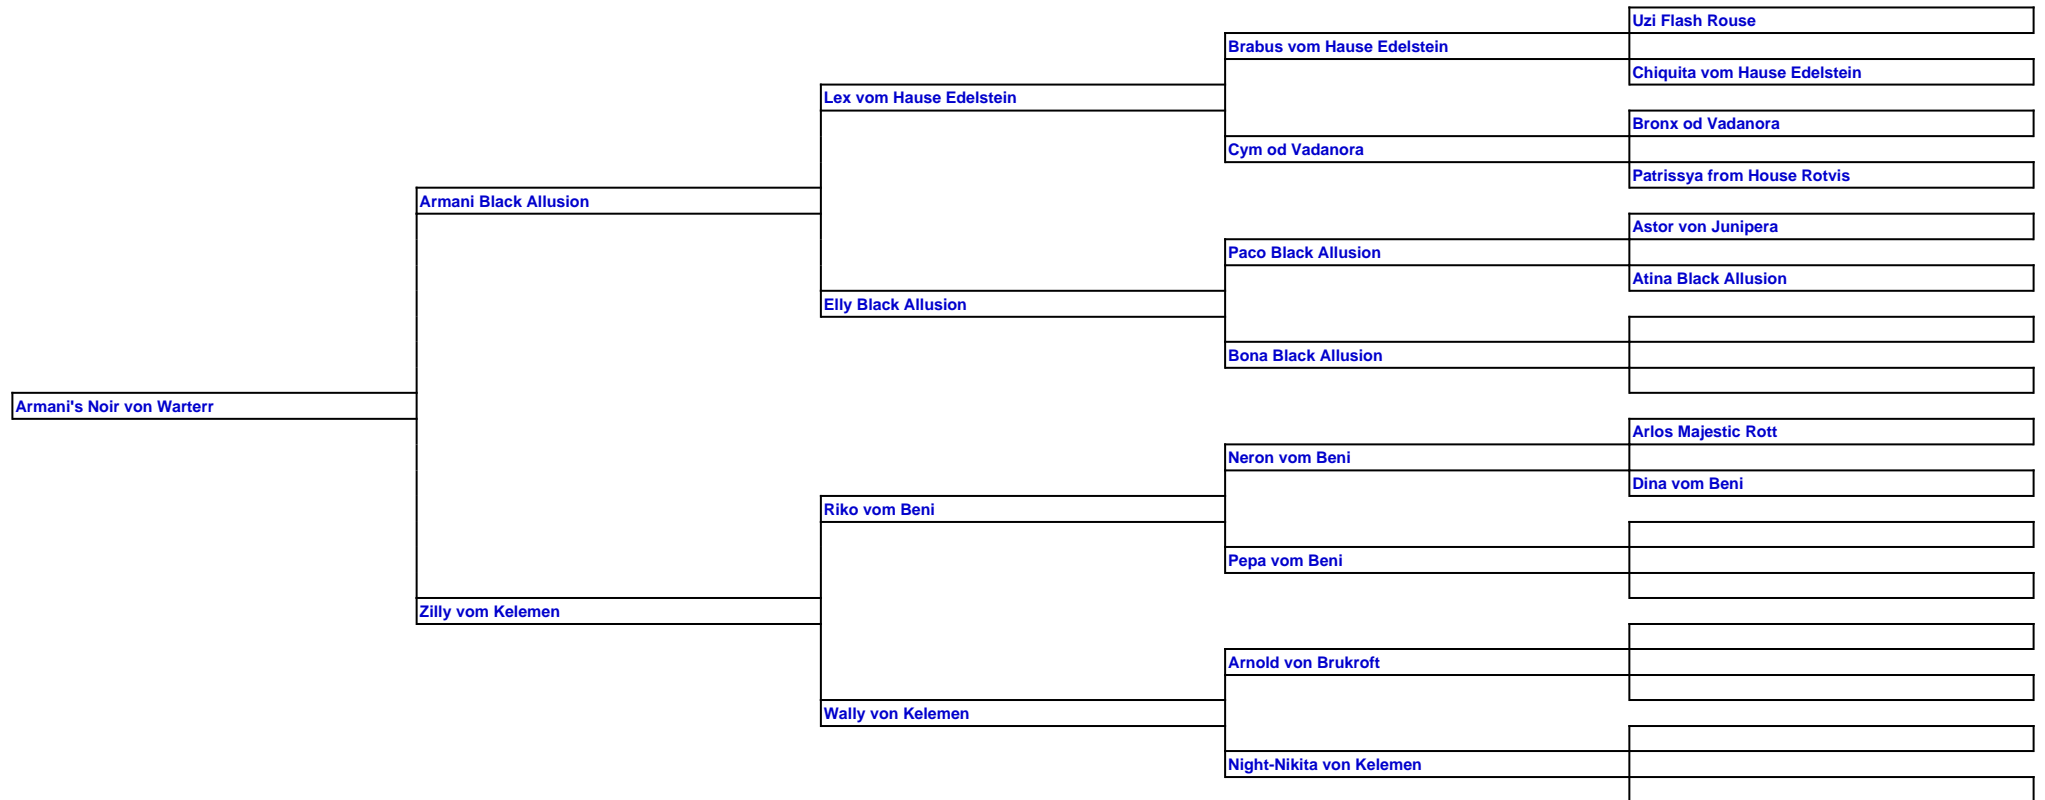 Uzi Flash Rouse
Brabus vom Hause Edelstein
Chiquita vom Hause Edelstein
Lex vom Hause Edelstein
Bronx od Vadanora
Cym od Vadanora
Patrissya from House Rotvis
Armani Black Allusion
Astor von Junipera
Paco Black Allusion
Atina Black Allusion
Elly Black Allusion
Bona Black Allusion
Armani's Noir von Warterr
Arlos Majestic Rott
Neron vom Beni
Dina vom Beni
Riko vom Beni
Pepa vom Beni
Zilly vom Kelemen
Arnold von Brukroft
Wally von Kelemen
Night-Nikita von Kelemen